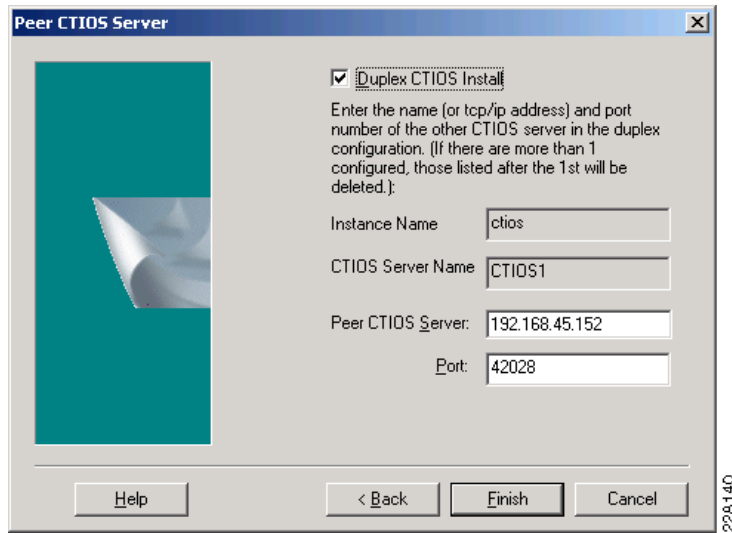 Peer CTIOS Server
Duplex CTIOS Install
Enter the name (or tcp/ip address) and port
number of the other CTIOS server in the duplex
configuration. (If there are more than 1
configured, those listed after the 1st will be
deleted.):
Instance Name ctios
CTIOS Server Name CTIOS1
Peer CTIOS Server: 192.168.45.152
Port: 42028
Help < Back Finish Cancel
228140